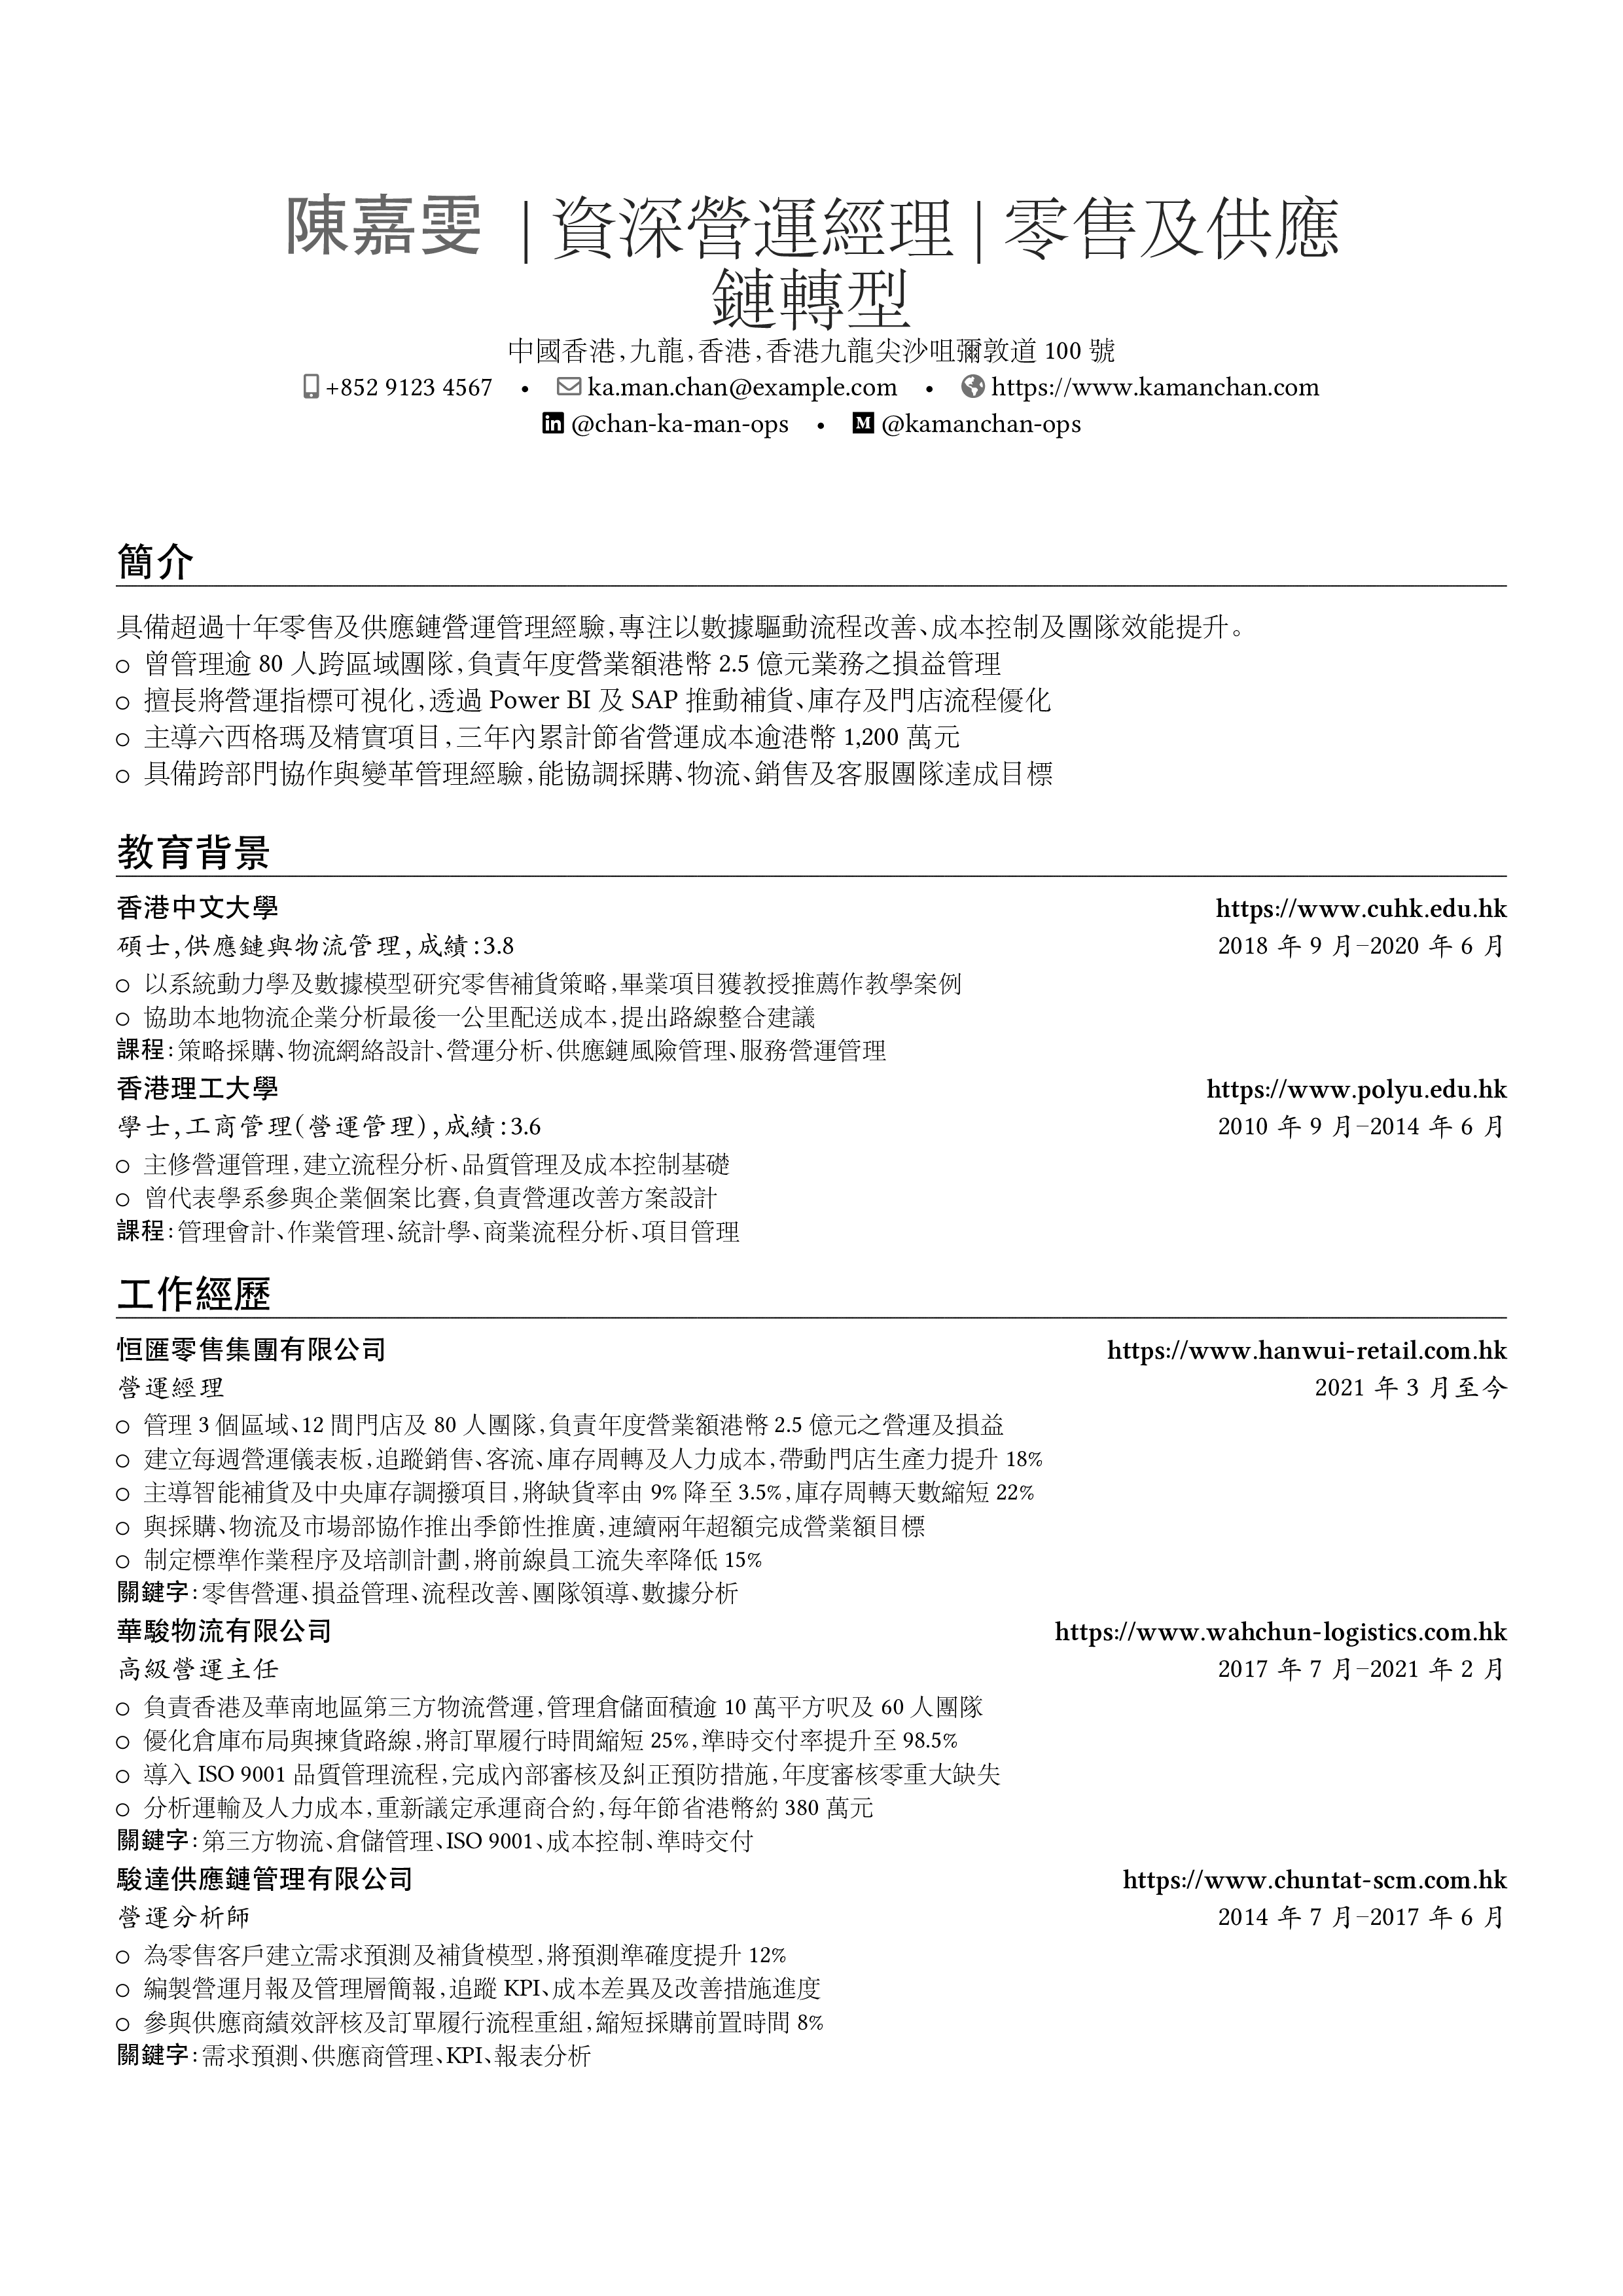 陳嘉雯 | 資深營運經理 | 零售及供應
鏈轉型
中國香港,九龍,香港,香港九龍尖沙咀彌敦道 100 號
+852 9123 4567 • ka.man.chan@example.com • https://www.kamanchan.com
@chan-ka-man-ops • @kamanchan-ops
簡介
具備超過十年零售及供應鏈營運管理經驗,專注以數據驅動流程改善、成本控制及團隊效能提升。
○ 曾管理逾 80 人跨區域團隊,負責年度營業額港幣 2.5 億元業務之損益管理
○ 擅長將營運指標可視化,透過 Power BI 及 SAP 推動補貨、庫存及門店流程優化
○ 主導六西格瑪及精實項目,三年內累計節省營運成本逾港幣 1,200 萬元
○ 具備跨部門協作與變革管理經驗,能協調採購、物流、銷售及客服團隊達成目標
教育背景
香港中文大學 https://www.cuhk.edu.hk
碩士,供應鏈與物流管理,成績:3.8 2018 年 9 月–2020 年 6 月
○ 以系統動力學及數據模型研究零售補貨策略,畢業項目獲教授推薦作教學案例
○ 協助本地物流企業分析最後一公里配送成本,提出路線整合建議
課程:策略採購、物流網絡設計、營運分析、供應鏈風險管理、服務營運管理
香港理工大學 https://www.polyu.edu.hk
學士,工商管理(營運管理),成績:3.6 2010 年 9 月–2014 年 6 月
○ 主修營運管理,建立流程分析、品質管理及成本控制基礎
○ 曾代表學系參與企業個案比賽,負責營運改善方案設計
課程:管理會計、作業管理、統計學、商業流程分析、項目管理
工作經歷
恒匯零售集團有限公司 https://www.hanwui-retail.com.hk
營運經理 2021 年 3 月至今
○ 管理 3 個區域、12 間門店及 80 人團隊,負責年度營業額港幣 2.5 億元之營運及損益
○ 建立每週營運儀表板,追蹤銷售、客流、庫存周轉及人力成本,帶動門店生產力提升 18%
○ 主導智能補貨及中央庫存調撥項目,將缺貨率由 9% 降至 3.5%,庫存周轉天數縮短 22%
○ 與採購、物流及市場部協作推出季節性推廣,連續兩年超額完成營業額目標
○ 制定標準作業程序及培訓計劃,將前線員工流失率降低 15%
關鍵字:零售營運、損益管理、流程改善、團隊領導、數據分析
華駿物流有限公司 https://www.wahchun-logistics.com.hk
高級營運主任 2017 年 7 月–2021 年 2 月
○ 負責香港及華南地區第三方物流營運,管理倉儲面積逾 10 萬平方呎及 60 人團隊
○ 優化倉庫布局與揀貨路線,將訂單履行時間縮短 25%,準時交付率提升至 98.5%
○ 導入 ISO 9001 品質管理流程,完成內部審核及糾正預防措施,年度審核零重大缺失
○ 分析運輸及人力成本,重新議定承運商合約,每年節省港幣約 380 萬元
關鍵字:第三方物流、倉儲管理、ISO 9001、成本控制、準時交付
駿達供應鏈管理有限公司 https://www.chuntat-scm.com.hk
營運分析師 2014 年 7 月–2017 年 6 月
○ 為零售客戶建立需求預測及補貨模型,將預測準確度提升 12%
○ 編製營運月報及管理層簡報,追蹤 KPI、成本差異及改善措施進度
○ 參與供應商績效評核及訂單履行流程重組,縮短採購前置時間 8%
關鍵字:需求預測、供應商管理、KPI、報表分析